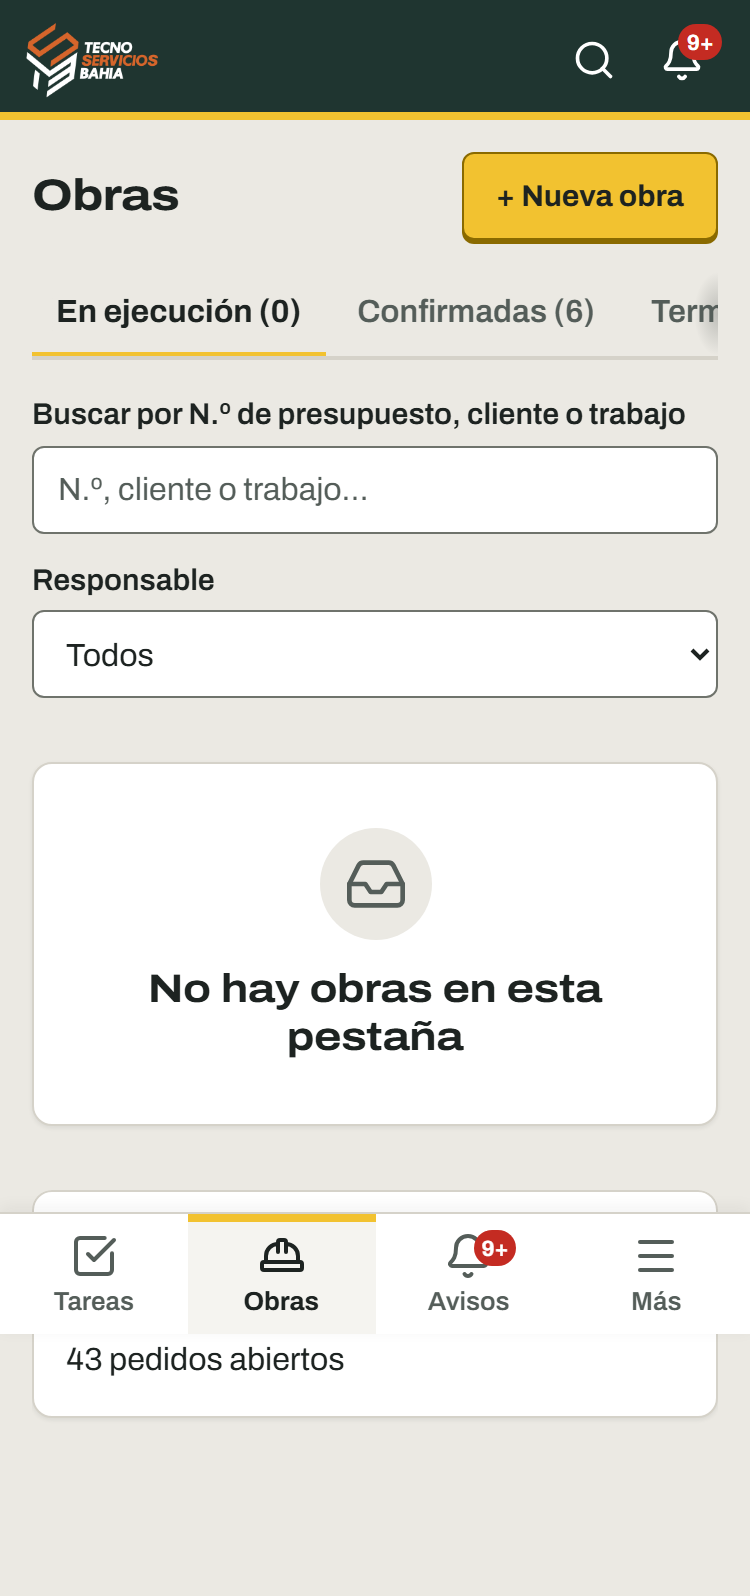 TECNO
SERVICIOS
BAHIA
9+
Obras
+ Nueva obra
En ejecución (0)
Confirmadas (6)
Buscar por N.º de presupuesto, cliente o trabajo
N.º, cliente o trabajo...
Responsable
Todos
No hay obras en esta
pestaña
9+
Tareas
Obras
Avisos
Más
43 pedidos abiertos